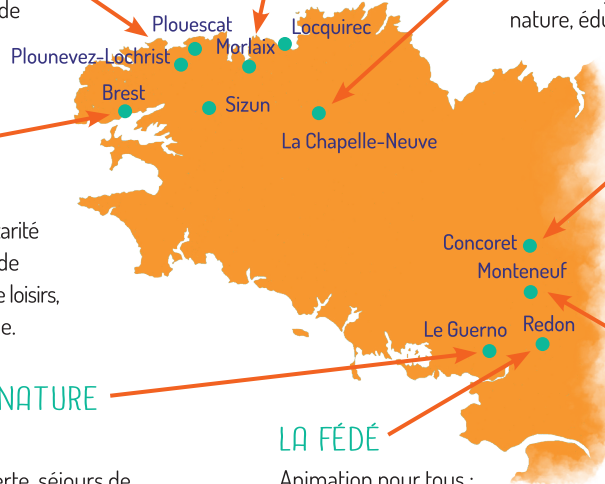 de
nature, édu
Plouescat
Locquirec
Plounevez-Lochrist
Morlaix
Brest
Sizun
La Chapelle-Neuve
arité
de
e loisirs,
e.
Concoret
Monteneuf
Le Guerno
Redon
NATURE
LA FÉDÉ
erte, séjours de
Animation pour tous :